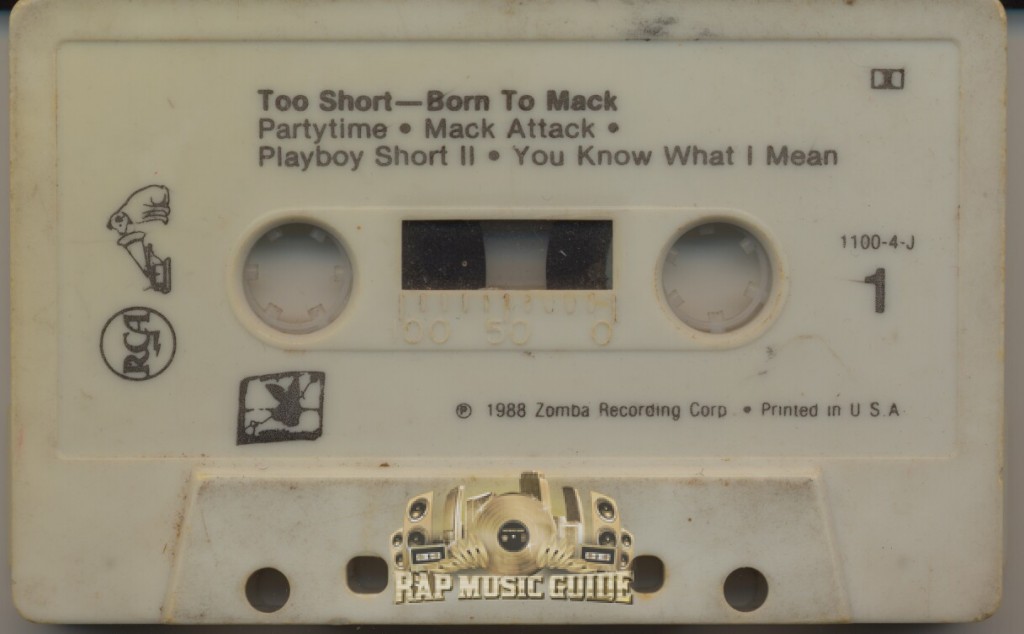 Too Short—Born To Mack
Partytime • Mack Attack •
Playboy Short II • You Know What I Mean
1100-4-J
1
RCA
00 50 0
℗ 1988 Zomba Recording Corp. • Printed in U.S.A.
RAP MUSIC GUIDE